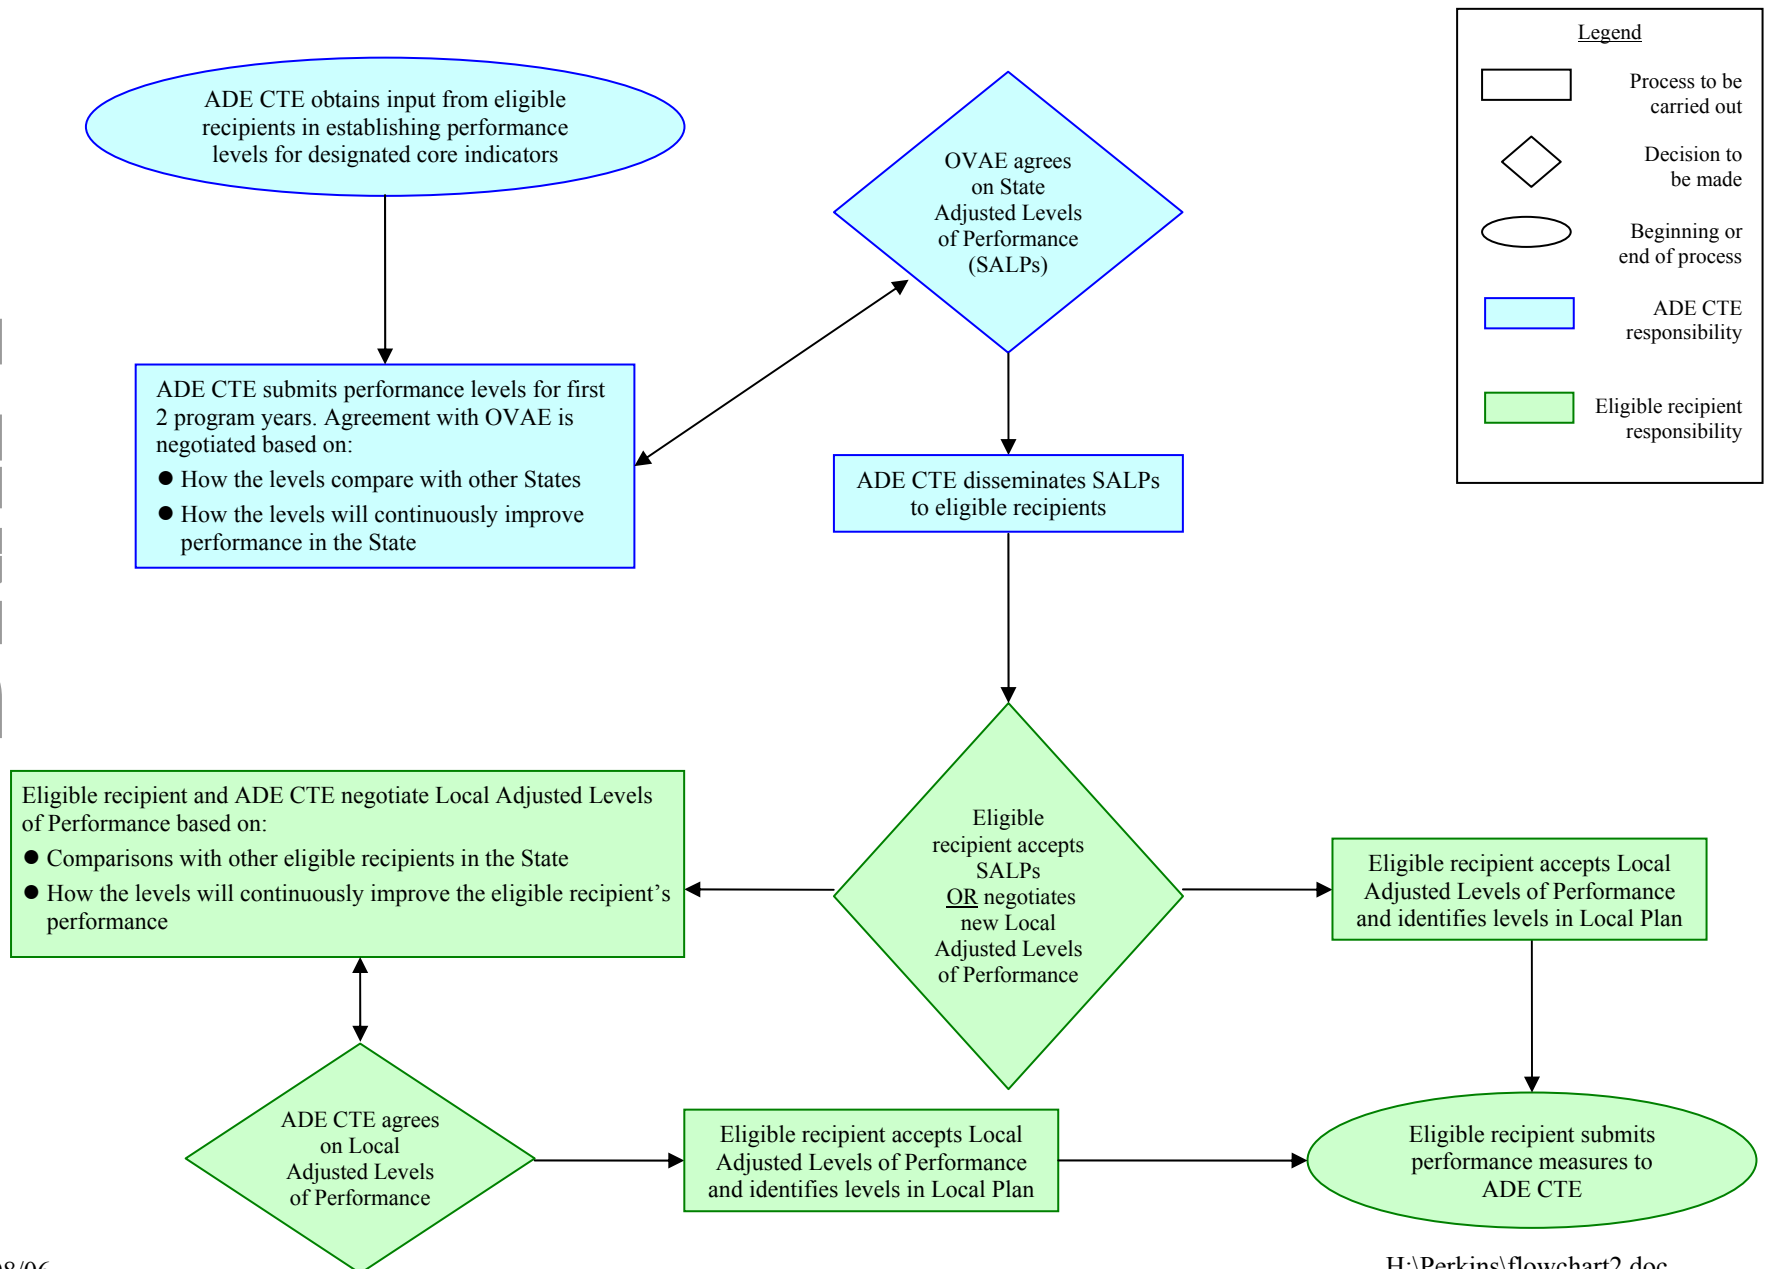 ADE CTE obtains input from eligible
recipients in establishing performance
levels for designated core indicators
OVAE agrees
on State
Adjusted Levels
of Performance
(SALPs)
Legend
Process to be
carried out
Decision to
be made
Beginning or
end of process
ADE CTE
responsibility
Eligible recipient
responsibility
ADE CTE submits performance levels for first
2 program years. Agreement with OVAE is
negotiated based on:
● How the levels compare with other States
● How the levels will continuously improve
performance in the State
ADE CTE disseminates SALPs
to eligible recipients
Eligible recipient and ADE CTE negotiate Local Adjusted Levels
of Performance based on:
● Comparisons with other eligible recipients in the State
● How the levels will continuously improve the eligible recipient's
performance
Eligible
recipient accepts
SALPs
OR negotiates
new Local
Adjusted Levels
of Performance
Eligible recipient accepts Local
Adjusted Levels of Performance
and identifies levels in Local Plan
ADE CTE agrees
on Local
Adjusted Levels
of Performance
Eligible recipient accepts Local
Adjusted Levels of Performance
and identifies levels in Local Plan
Eligible recipient submits
performance measures to
ADE CTE
H:\Perkins\flowchart2.doc